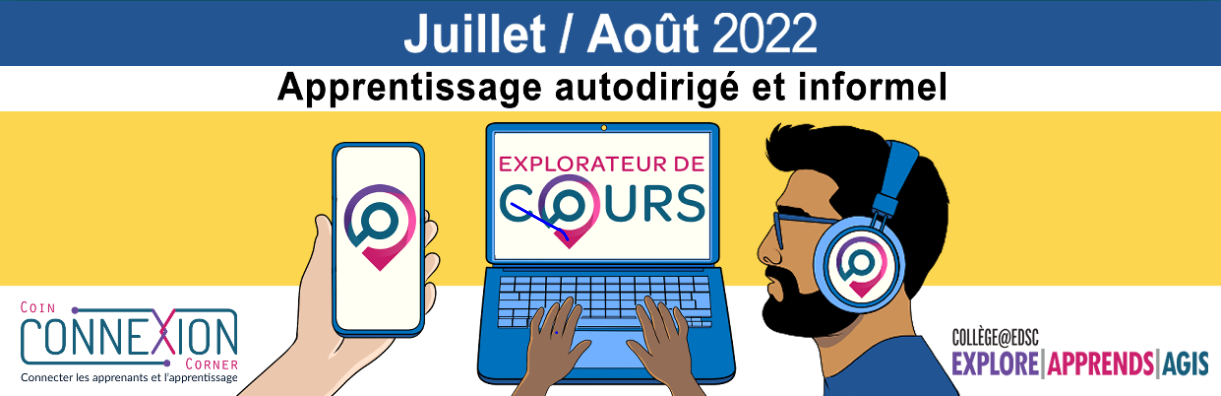 Juillet / Août 2022
Apprentissage autodirigé et informel
EXPLORATEUR DE
COURS
COIN
CONNEXION
CORNER
Connecter les apprenants et l'apprentissage
COLLÈGE@EDSC
EXPLORE|APPRENDS|AGIS